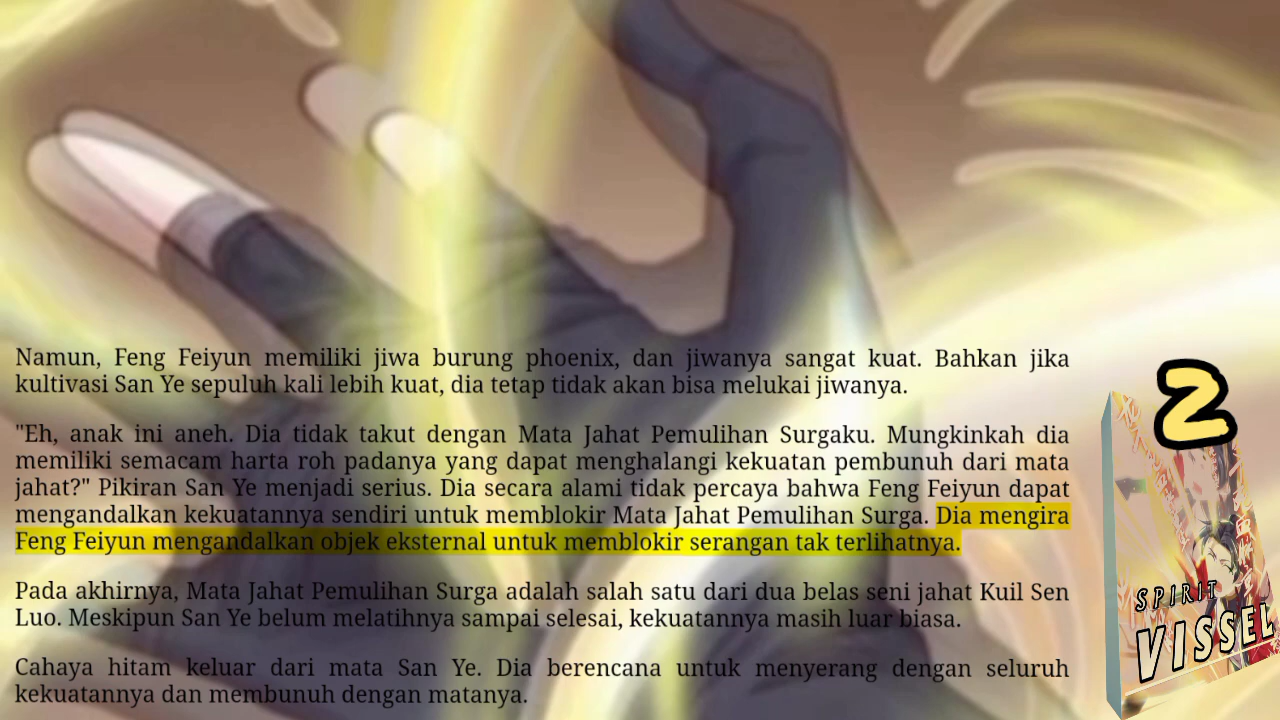 Namun, Feng Feiyun memiliki jiwa burung phoenix, dan jiwanya sangat kuat. Bahkan jika
kultivasi San Ye sepuluh kali lebih kuat, dia tetap tidak akan bisa melukai jiwanya.
"Eh, anak ini aneh. Dia tidak takut dengan Mata Jahat Pemulihan Surgaku. Mungkinkah dia
memiliki semacam harta roh padanya yang dapat menghalangi kekuatan pembunuh dari mata
jahat?" Pikiran San Ye menjadi serius. Dia secara alami tidak percaya bahwa Feng Feiyun dapat
mengandalkan kekuatannya sendiri untuk memblokir Mata Jahat Pemulihan Surga. Dia mengira
Feng Feiyun mengandalkan objek eksternal untuk memblokir serangan tak terlihatnya.
Pada akhirnya, Mata Jahat Pemulihan Surga adalah salah satu dari dua belas seni jahat Kuil Sen
Luo. Meskipun San Ye belum melatihnya sampai selesai, kekuatannya masih luar biasa.
Cahaya hitam keluar dari mata San Ye. Dia berencana untuk menyerang dengan seluruh
kekuatannya dan membunuh dengan matanya.
2
SPIRIT
VISSEL